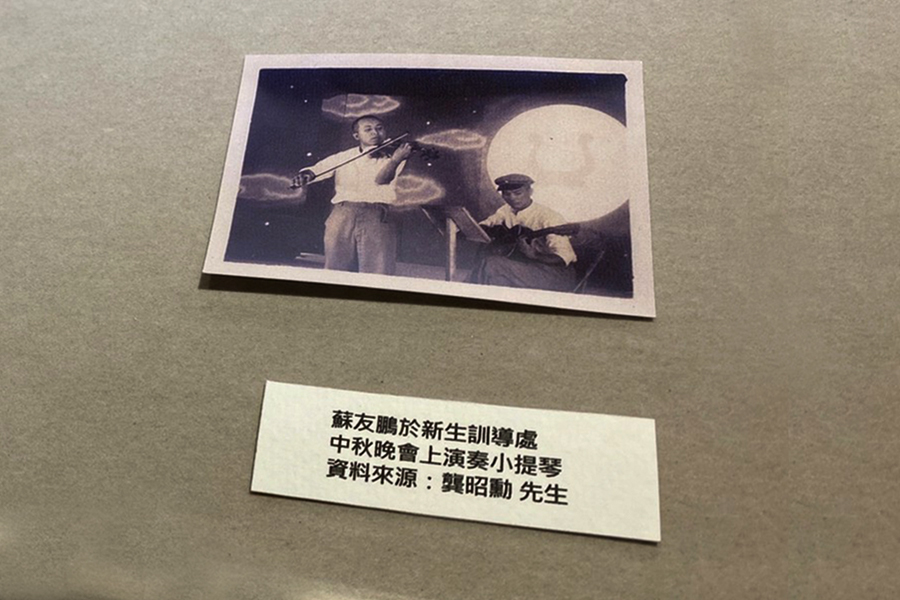 蘇友鵬於新生訓導處
中秋晚會上演奏小提琴
資料來源：龔昭勳 先生